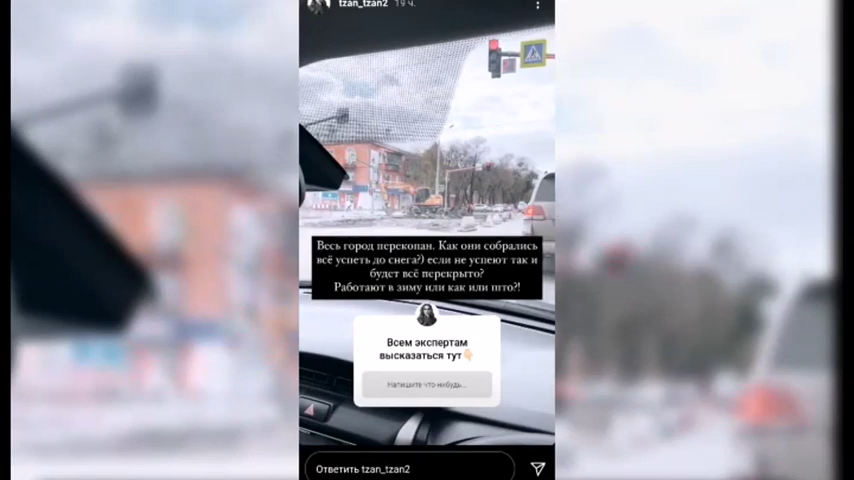 tzan_tzan2 19 ч.
Весь город перекопан. Как они собрались
всё успеть до снега?) если не успеют так и
будет всё перекрыто?
Работают в зиму или как или што?!
Всем экспертам
высказаться тут👇🏻
Напишите что-нибудь...
Ответить tzan_tzan2